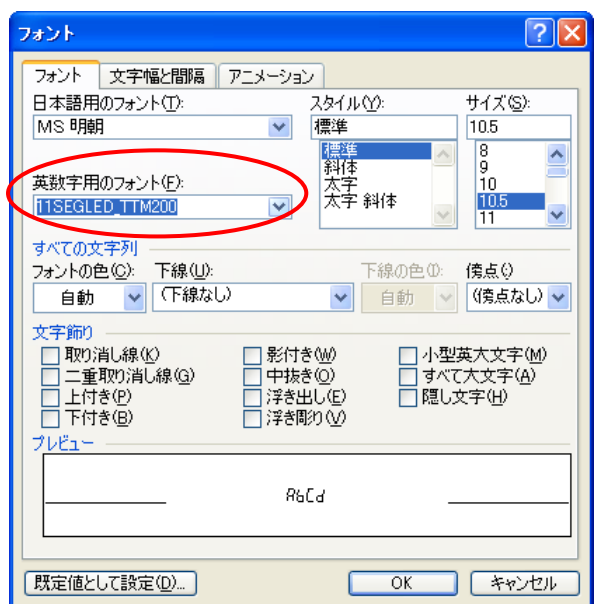 フォント
フォント 文字幅と間隔 アニメーション
日本語用のフォント(T): スタイル(Y): サイズ(S):
MS 明朝 標準 10.5
標準 8
斜体 9
太字 10
太字 斜体 10.5
11
英数字用のフォント(F):
11SEGLED_TTM200
すべての文字列
フォントの色(C): 下線(U): 下線の色(I): 傍点(·)
自動 (下線なし) 自動 (傍点なし)
文字飾り
取り消し線(K) 影付き(W) 小型英大文字(M)
二重取り消し線(G) 中抜き(O) すべて大文字(A)
上付き(P) 浮き出し(E) 隠し文字(H)
下付き(B) 浮き彫り(V)
プレビュー
AbCd
既定値として設定(D)... OK キャンセル